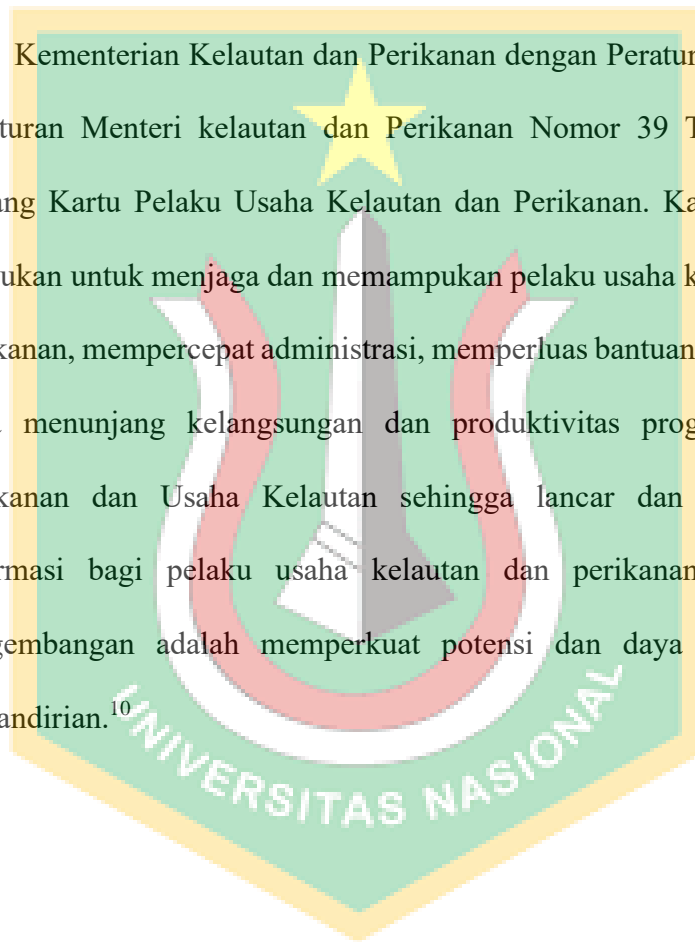 Kementerian Kelautan dan Perikanan dengan Peratur
turan Menteri kelautan dan Perikanan Nomor 39 T
ang Kartu Pelaku Usaha Kelautan dan Perikanan. Ka
ukan untuk menjaga dan memampukan pelaku usaha k
kanan, mempercepat administrasi, memperluas bantuan
menunjang kelangsungan dan produktivitas prog
kanan dan Usaha Kelautan sehingga lancar dan
rmasi bagi pelaku usaha kelautan dan perikanan
gembangan adalah memperkuat potensi dan daya
andirian.10
UNIVERSITAS NASIONAL